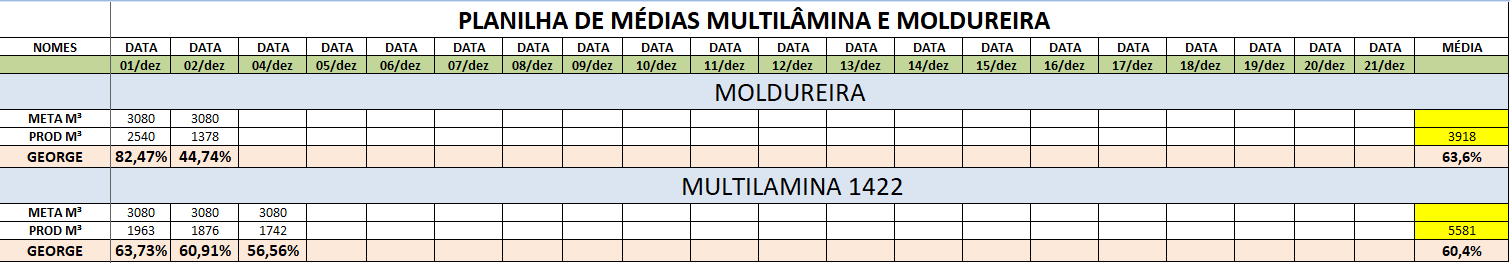 PLANILHA DE MÉDIAS MULTILÂMINA E MOLDUREIRA
NOMES DATA DATA DATA DATA DATA DATA DATA DATA DATA DATA DATA DATA DATA DATA DATA DATA DATA DATA DATA MÉDIA
01/dez 02/dez 04/dez 05/dez 06/dez 07/dez 08/dez 09/dez 10/dez 11/dez 12/dez 13/dez 14/dez 15/dez 16/dez 17/dez 18/dez 19/dez 20/dez 21/dez
MOLDUREIRA
META M³ 3080 3080
PROD M³ 2540 1378 3918
GEORGE 82,47% 44,74% 63,6%
MULTILAMINA 1422
META M³ 3080 3080 3080
PROD M³ 1963 1876 1742 5581
GEORGE 63,73% 60,91% 56,56% 60,4%